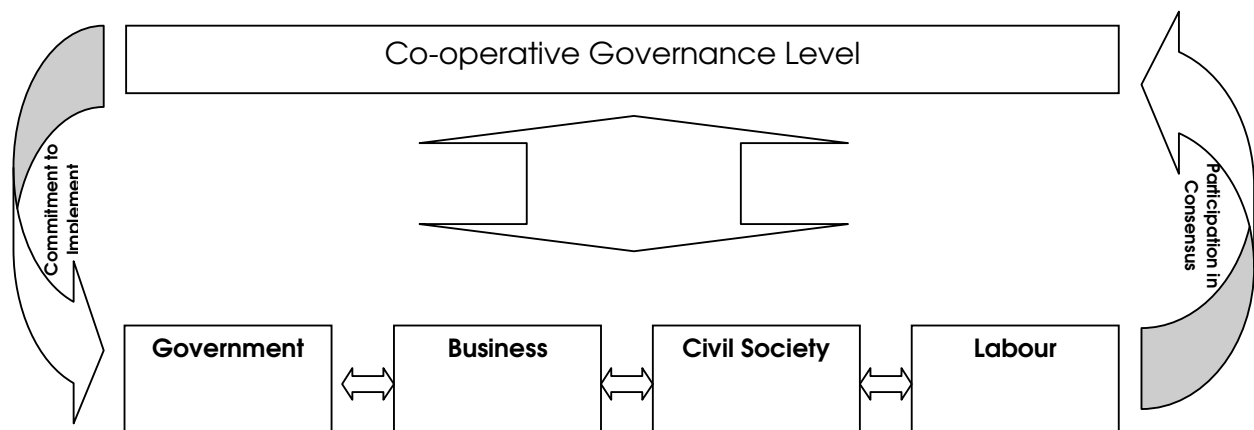 Co-operative Governance Level
Commitment to
Implement
Participation in
Consensus
Government
Business
Civil Society
Labour